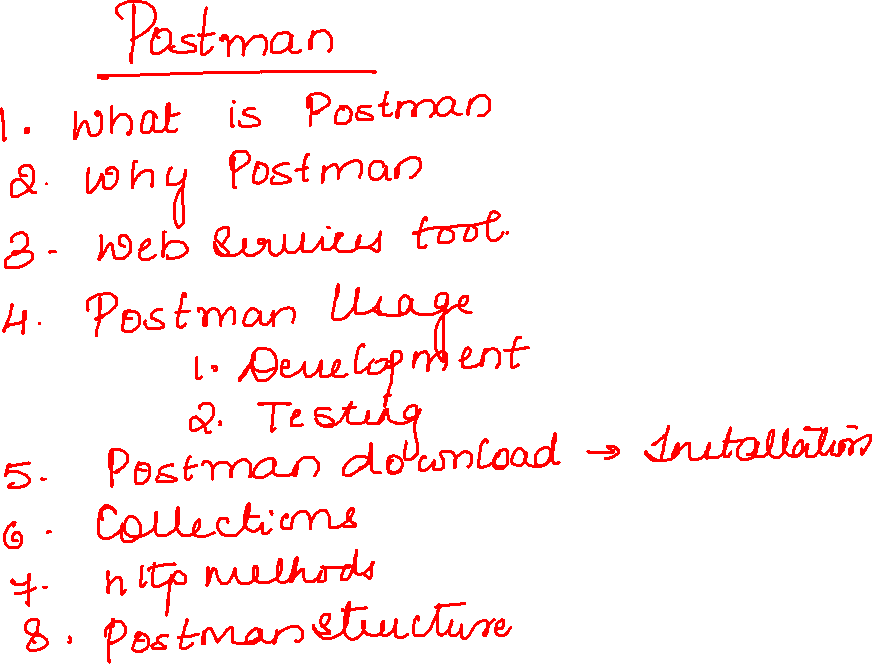 Postman
1. What is Postman
2. Why Postman
3. Web Services tool.
4. Postman Usage
1. Development
2. Testing
5. Postman download → Installation
6. Collections
7. http methods
8. Postman structure